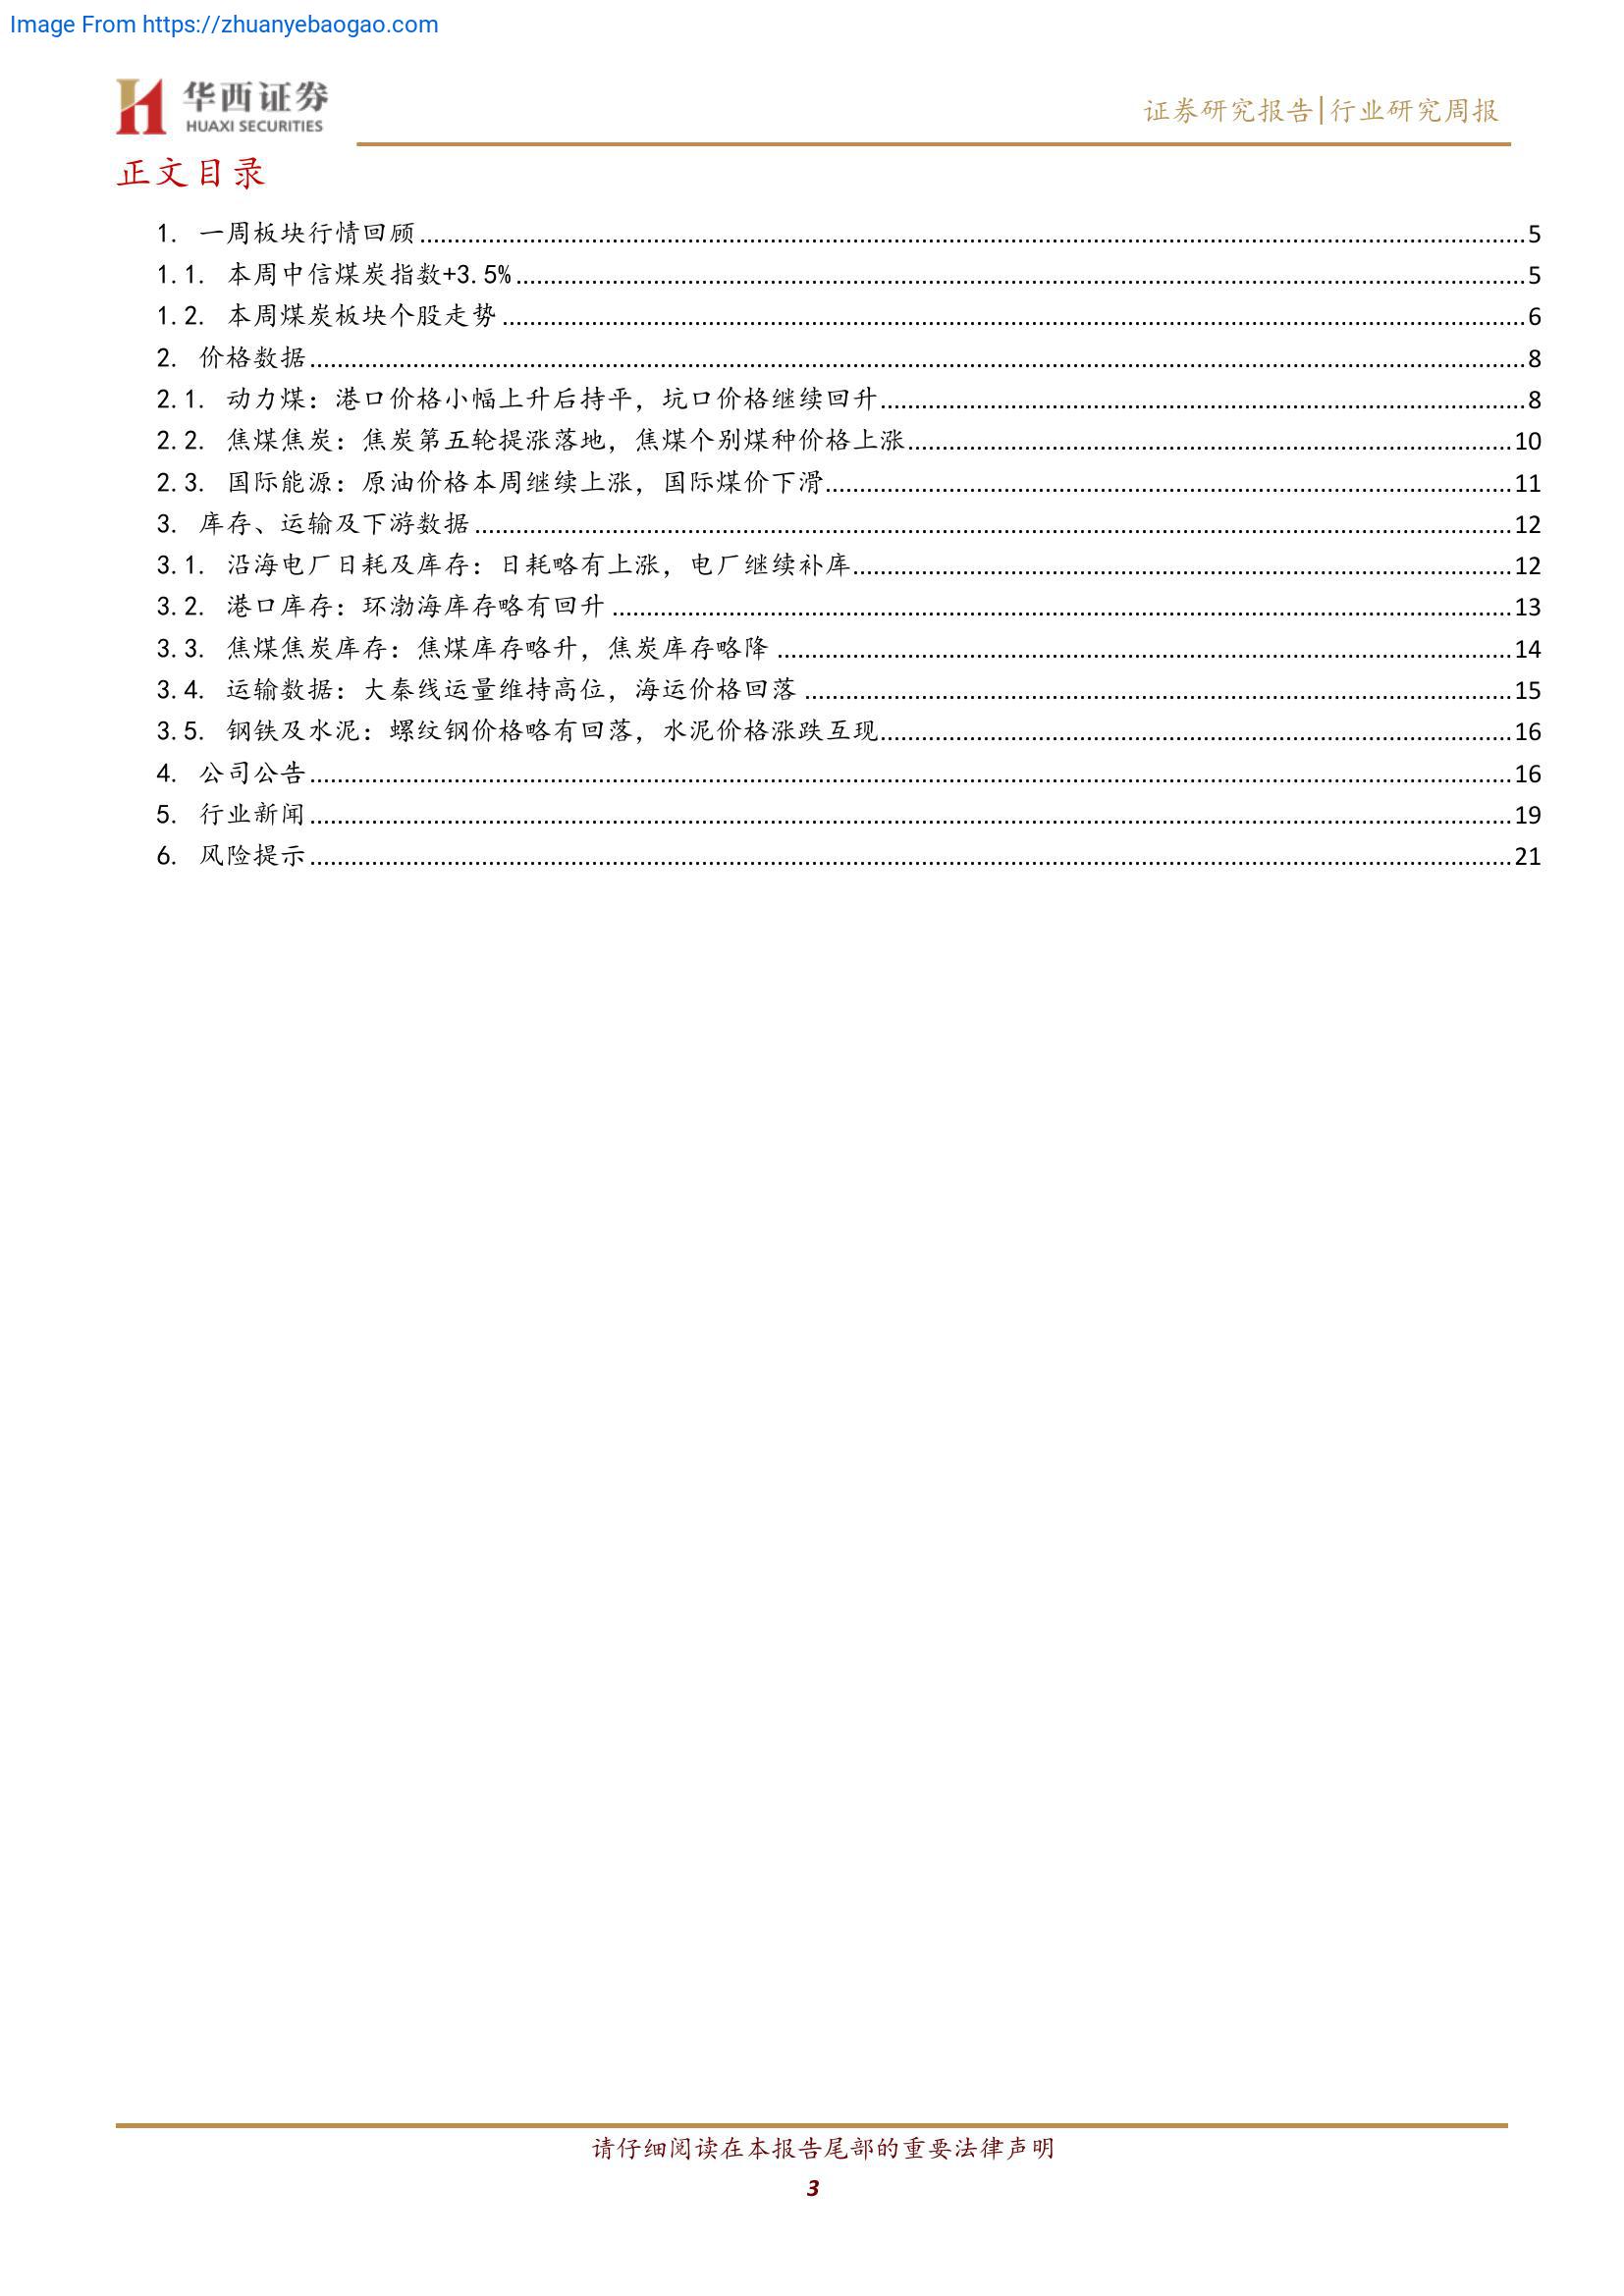 Image From https://zhuanyebaogao.com
华西证券
HUAXI SECURITIES
证券研究报告|行业研究周报
正文目录
1. 一周板块行情回顾........5
1.1. 本周中信煤炭指数+3.5%........5
1.2. 本周煤炭板块个股走势........6
2. 价格数据........8
2.1. 动力煤：港口价格小幅上升后持平，坑口价格继续回升........8
2.2. 焦煤焦炭：焦炭第五轮提涨落地，焦煤个别煤种价格上涨........10
2.3. 国际能源：原油价格本周继续上涨，国际煤价下滑........11
3. 库存、运输及下游数据........12
3.1. 沿海电厂日耗及库存：日耗略有上涨，电厂继续补库........12
3.2. 港口库存：环渤海库存略有回升........13
3.3. 焦煤焦炭库存：焦煤库存略升，焦炭库存略降........14
3.4. 运输数据：大秦线运量维持高位，海运价格回落........15
3.5. 钢铁及水泥：螺纹钢价格略有回落，水泥价格涨跌互现........16
4. 公司公告........16
5. 行业新闻........19
6. 风险提示........21
请仔细阅读在本报告尾部的重要法律声明
3